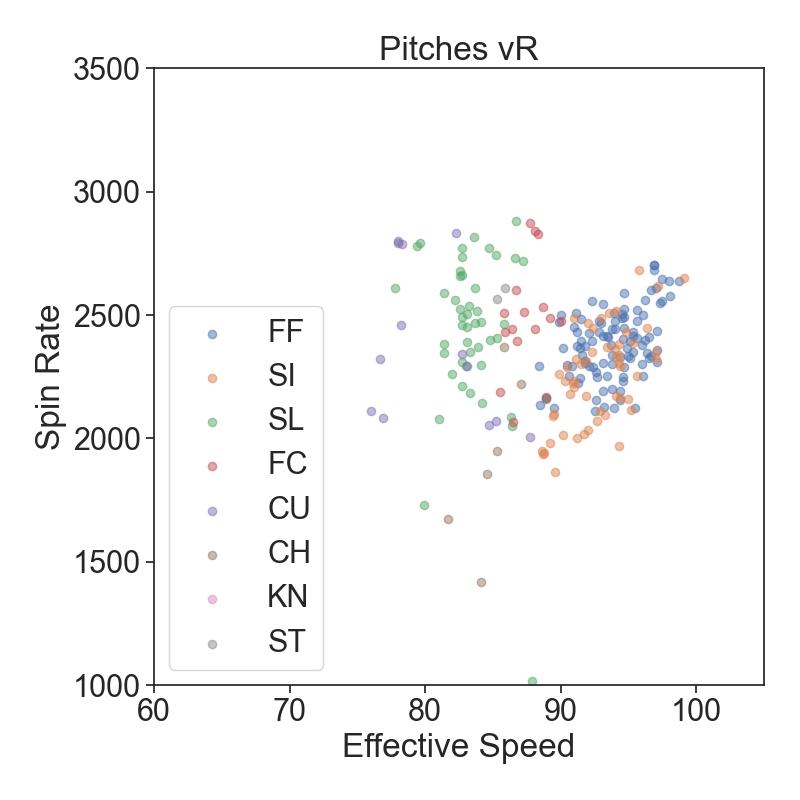 Pitches vR
3500
3000
2500
2000
1500
1000
Spin Rate
FF
SI
SL
FC
CU
CH
KN
ST
60 70 80 90 100
Effective Speed